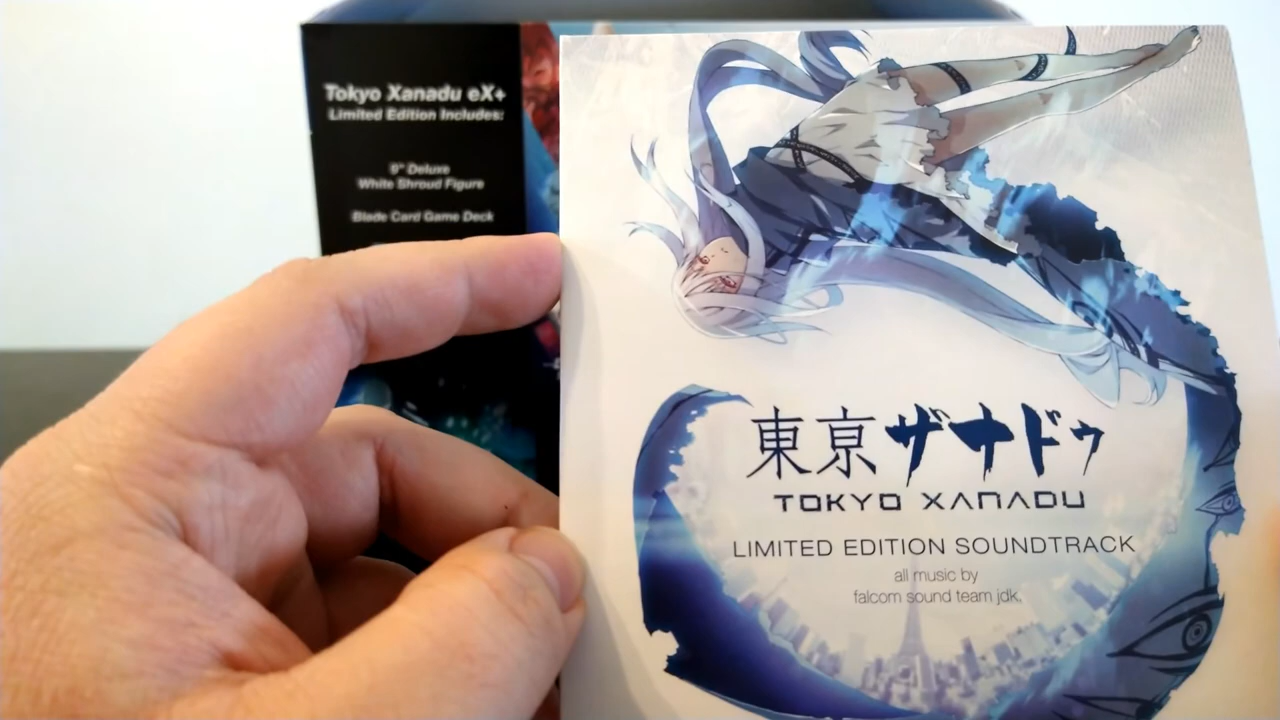 Tokyo Xanadu eX+
Limited Edition Includes:
9" Deluxe
White Shroud Figure
Blade Card Game Deck
東亰ザナドゥ
TOKYO XANADU
LIMITED EDITION SOUNDTRACK
all music by
falcom sound team jdk.